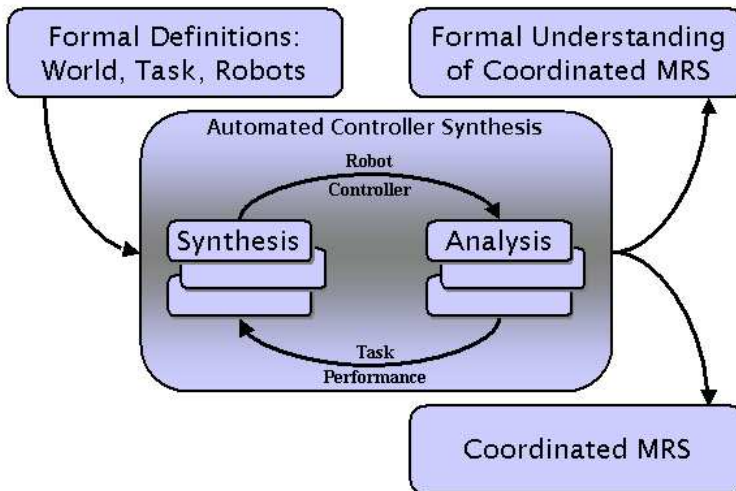 Formal Definitions:
World, Task, Robots
Formal Understanding
of Coordinated MRS
Automated Controller Synthesis
Robot
Controller
Synthesis
Analysis
Task
Performance
Coordinated MRS